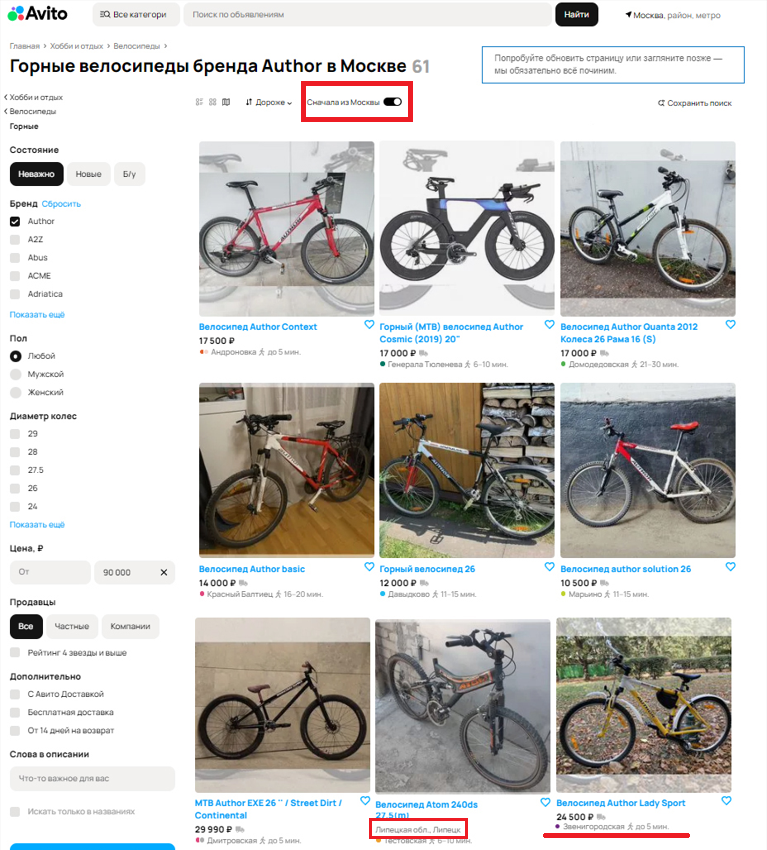 Avito
Все категори
Поиск по объявлениям
Найти
Москва, район, метро
Главная > Хобби и отдых > Велосипеды >
Горные велосипеды бренда Author в Москве 61
Попробуйте обновить страницу или загляните позже —
мы обязательно всё починим.
Хобби и отдых
Велосипеды
Горные
Дороже
Сначала из Москвы
Сохранить поиск
Состояние
Неважно
Новые
Б/у
Бренд Сбросить
Author
A2Z
Abus
ACME
Adriatica
Показать ещё
Пол
Любой
Мужской
Женский
Диаметр колес
29
28
27.5
26
24
Показать ещё
Цена, ₽
От
90 000
Продавцы
Все
Частные
Компании
Рейтинг 4 звезды и выше
Дополнительно
С Авито Доставкой
Бесплатная доставка
От 14 дней на возврат
Слова в описании
Что-то важное для вас
Искать только в названиях
Велосипед Author Context
17 500 ₽
Андроновка до 5 мин.
Горный (MTB) велосипед Author
Cosmic (2019) 20"
17 000 ₽
Генерала Тюленева 6–10 мин.
Велосипед Author Quanta 2012
Колеса 26 Рама 16 (S)
17 000 ₽
Домодедовская 21–30 мин.
Велосипед Author basic
14 000 ₽
Красный Балтиец 16–20 мин.
Горный велосипед 26
12 000 ₽
Давыдково 11–15 мин.
Велосипед author solution 26
10 500 ₽
Марьино 11–15 мин.
MTB Author EXE 26 '' / Street Dirt /
Continental
29 990 ₽
Дмитровская до 5 мин.
Велосипед Atom 240ds
27.5(m)
Липецкая обл., Липецк
Тестовская 6–10 мин.
Велосипед Author Lady Sport
24 500 ₽
Звенигородская до 5 мин.